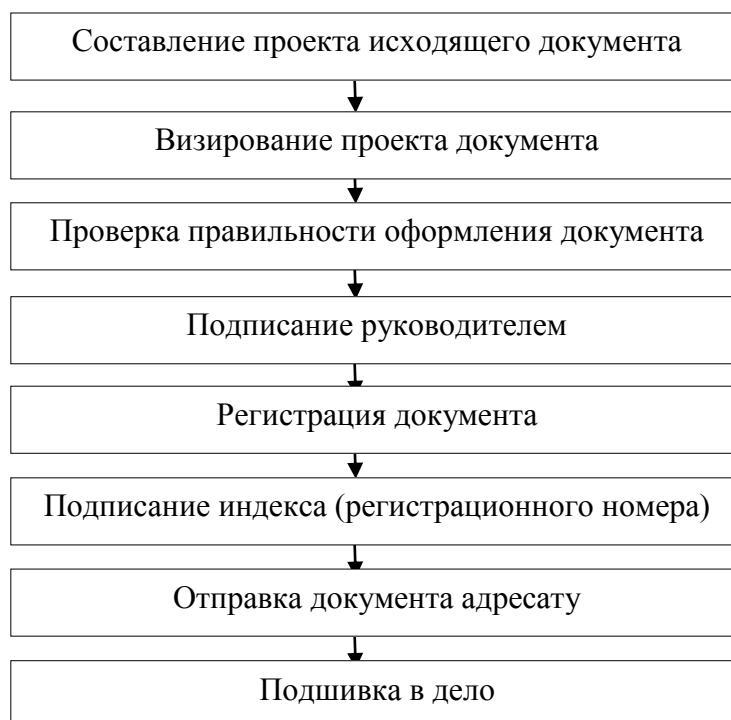 Составление проекта исходящего документа
Визирование проекта документа
Проверка правильности оформления документа
Подписание руководителем
Регистрация документа
Подписание индекса (регистрационного номера)
Отправка документа адресату
Подшивка в дело